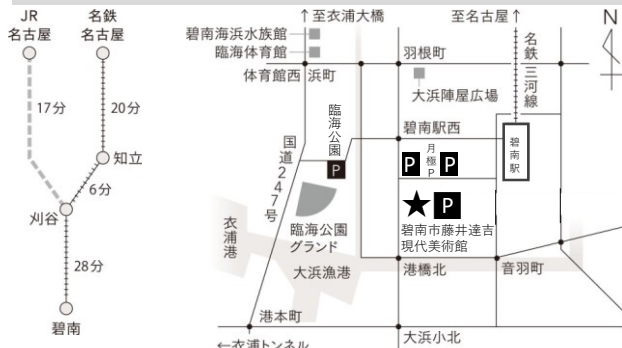 JR
名古屋
名鉄
名古屋
17分
20分
知立
6分
刈谷
28分
碧南
↑至衣浦大橋
至名古屋↑
N
碧南海浜水族館
臨海体育館
体育館西
浜町
羽根町
名鉄三河線
大浜陣屋広場
臨海公園
P
国道247号
碧南駅西
碧南駅
P
月極P
P
★P
碧南市藤井達吉
現代美術館
臨海公園
グランド
衣浦港
大浜漁港
港橋北
音羽町
港本町
大浜小北
←衣浦トンネル